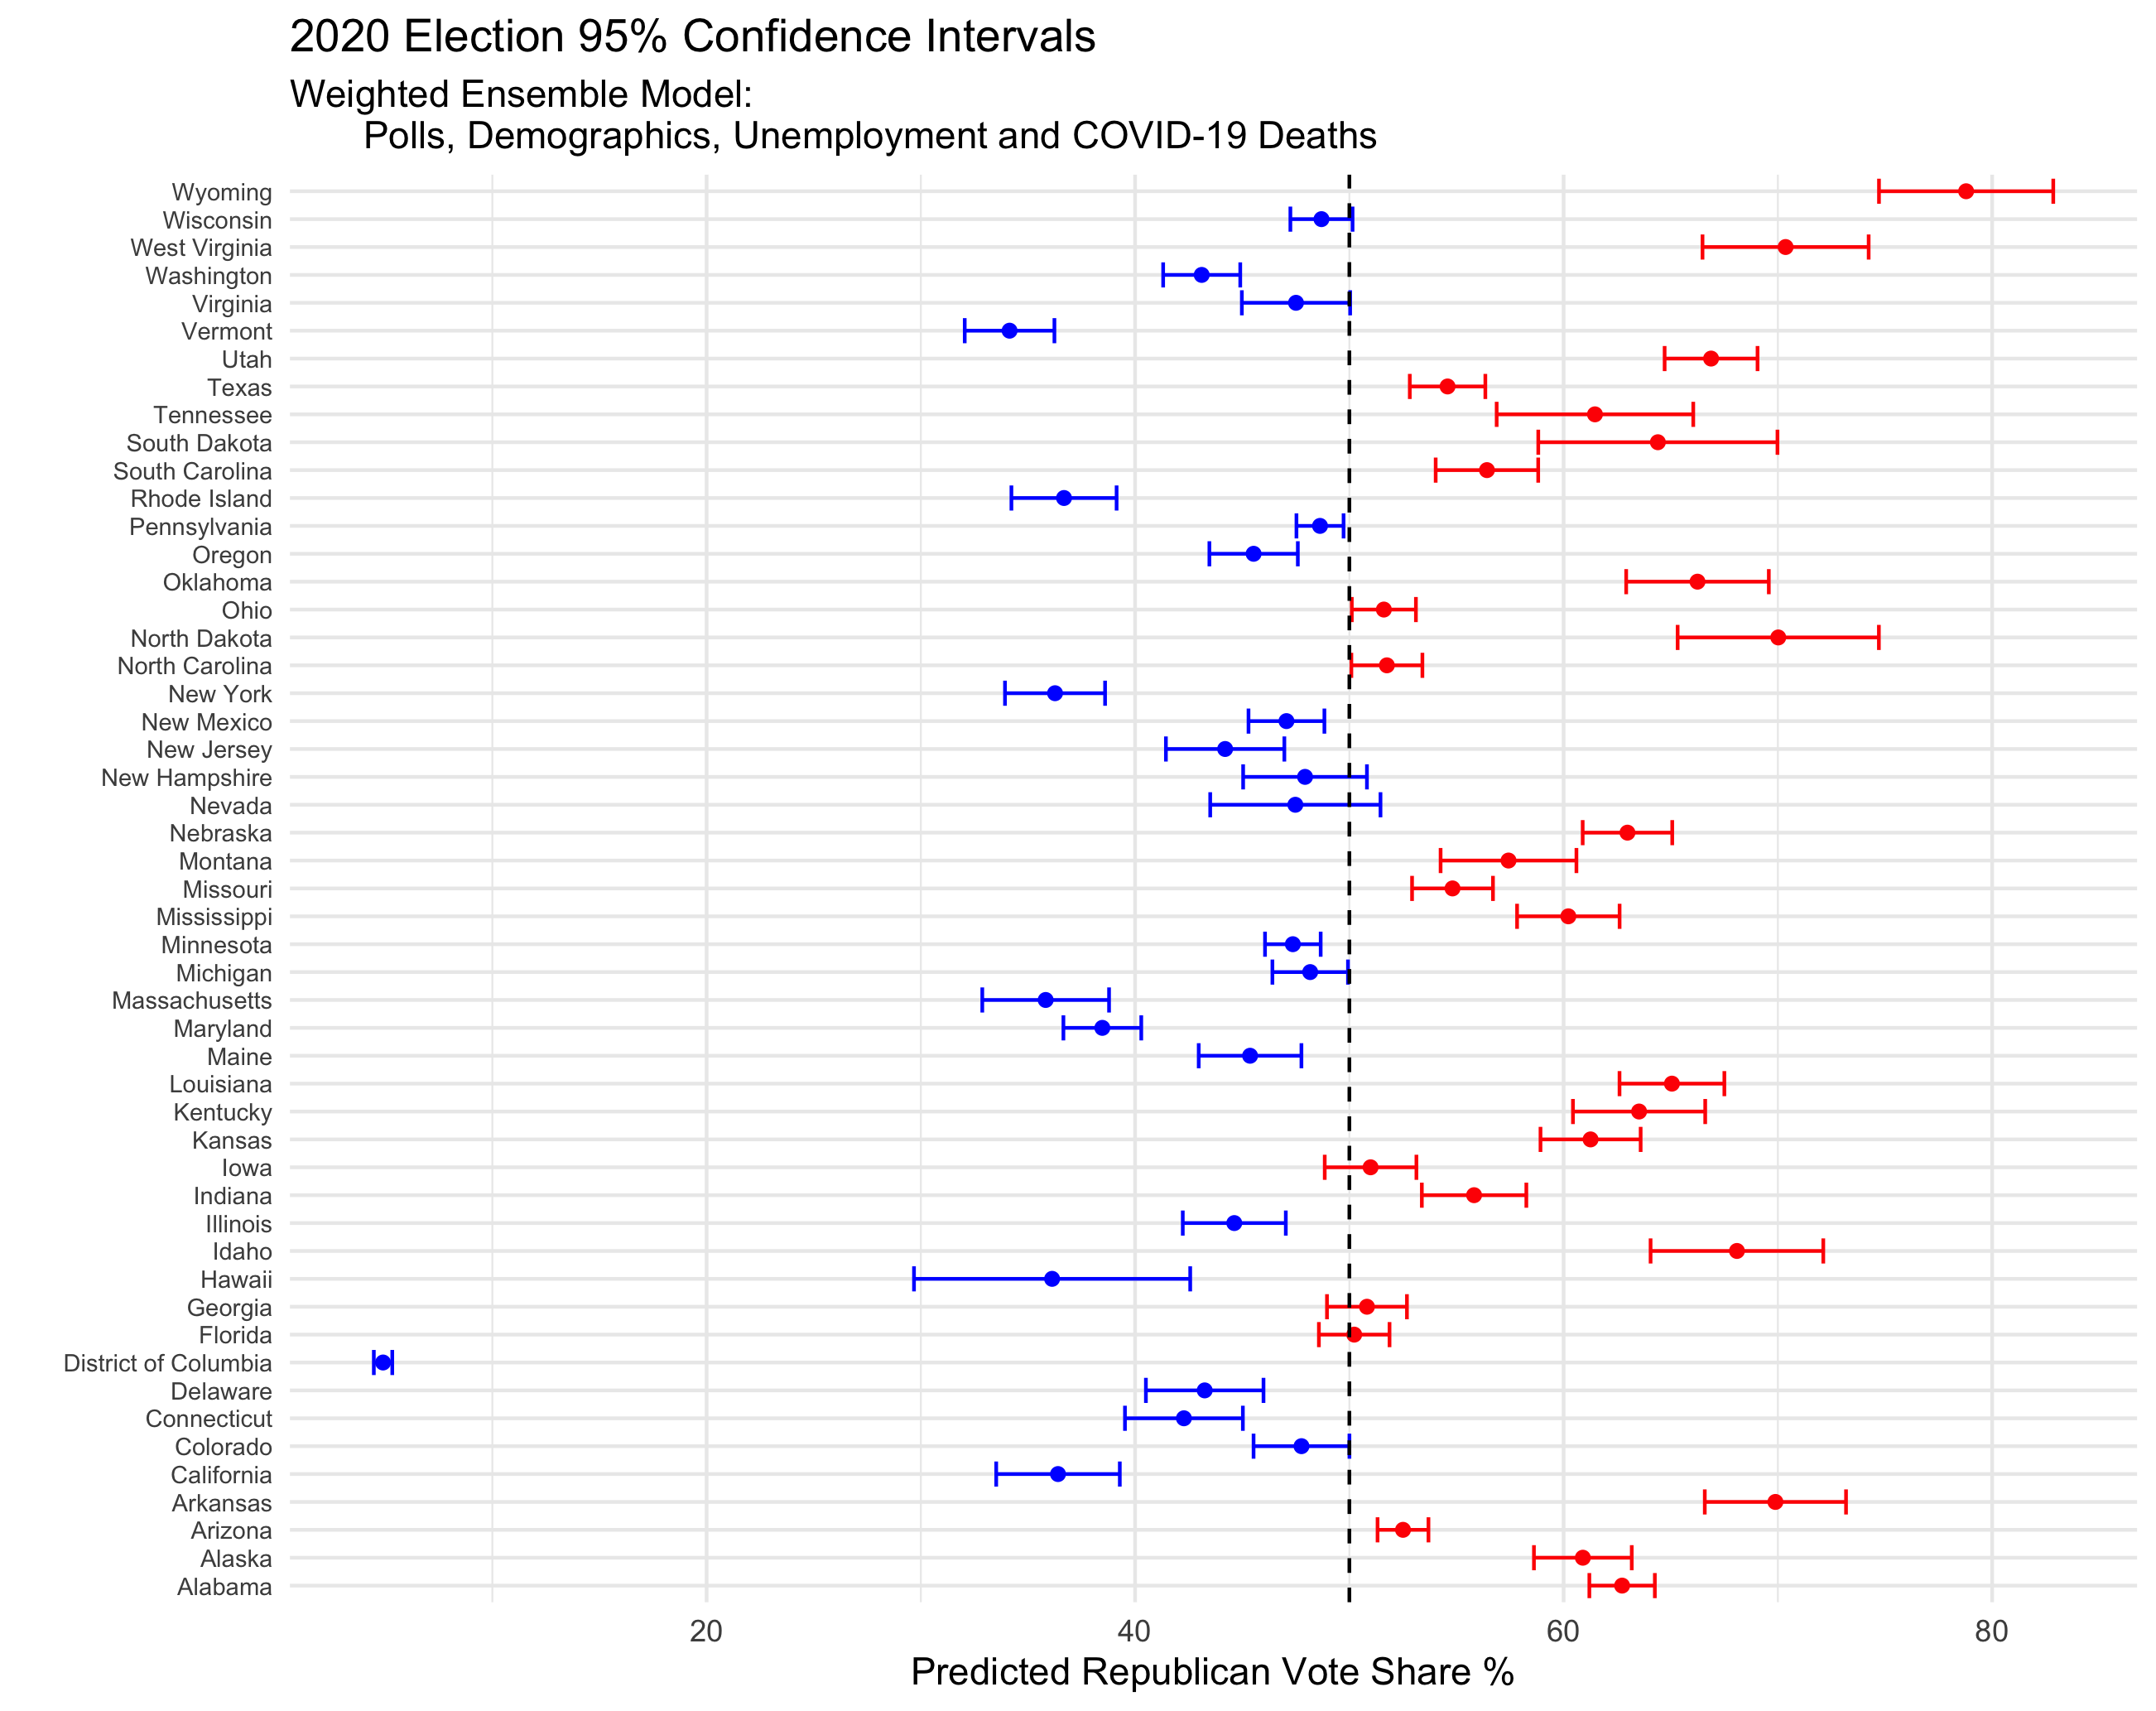 2020 Election 95% Confidence Intervals
Weighted Ensemble Model:
Polls, Demographics, Unemployment and COVID-19 Deaths
Wyoming
Wisconsin
West Virginia
Washington
Virginia
Vermont
Utah
Texas
Tennessee
South Dakota
South Carolina
Rhode Island
Pennsylvania
Oregon
Oklahoma
Ohio
North Dakota
North Carolina
New York
New Mexico
New Jersey
New Hampshire
Nevada
Nebraska
Montana
Missouri
Mississippi
Minnesota
Michigan
Massachusetts
Maryland
Maine
Louisiana
Kentucky
Kansas
Iowa
Indiana
Illinois
Idaho
Hawaii
Georgia
Florida
District of Columbia
Delaware
Connecticut
Colorado
California
Arkansas
Arizona
Alaska
Alabama
20 40 60 80
Predicted Republican Vote Share %